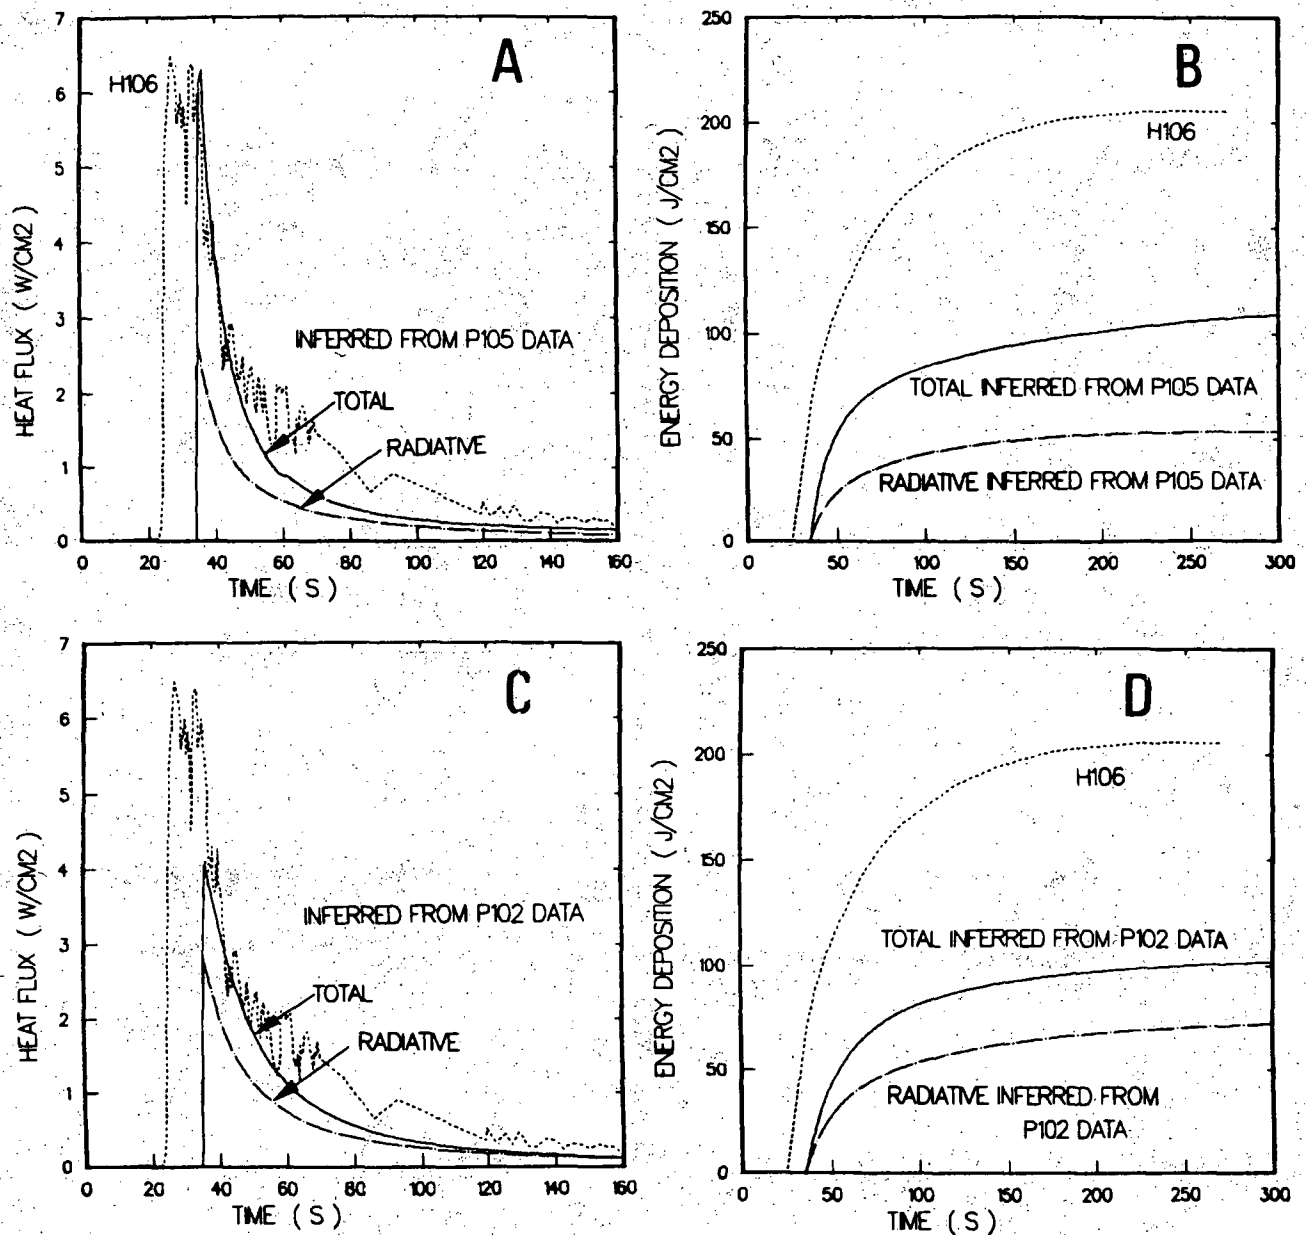 A
7
6
5
4
3
2
1
0
HEAT FLUX ( W/CM2 )
H106
INFERRED FROM P105 DATA
TOTAL
RADIATIVE
0 20 40 60 80 100 120 140 160
TIME ( S )
B
250
200
150
100
50
0
ENERGY DEPOSITION ( J/CM2 )
H106
TOTAL INFERRED FROM P105 DATA
RADIATIVE INFERRED FROM P105 DATA
0 50 100 150 200 250 300
TIME ( S )
C
7
6
5
4
3
2
1
0
HEAT FLUX ( W/CM2 )
INFERRED FROM P102 DATA
TOTAL
RADIATIVE
0 20 40 60 80 100 120 140 160
TIME ( S )
D
250
200
150
100
50
0
ENERGY DEPOSITION ( J/CM2 )
H106
TOTAL INFERRED FROM P102 DATA
RADIATIVE INFERRED FROM
P102 DATA
0 50 100 150 200 250 300
TIME ( S )